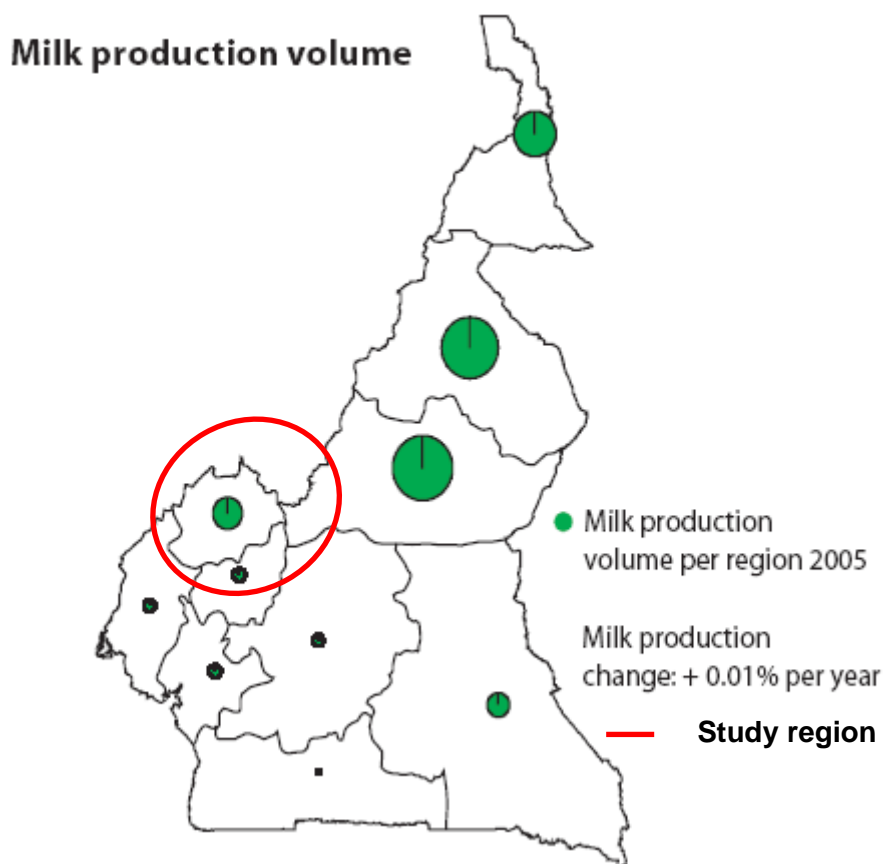 Milk production volume
Milk production
volume per region 2005
Milk production
change: + 0.01% per year
Study region